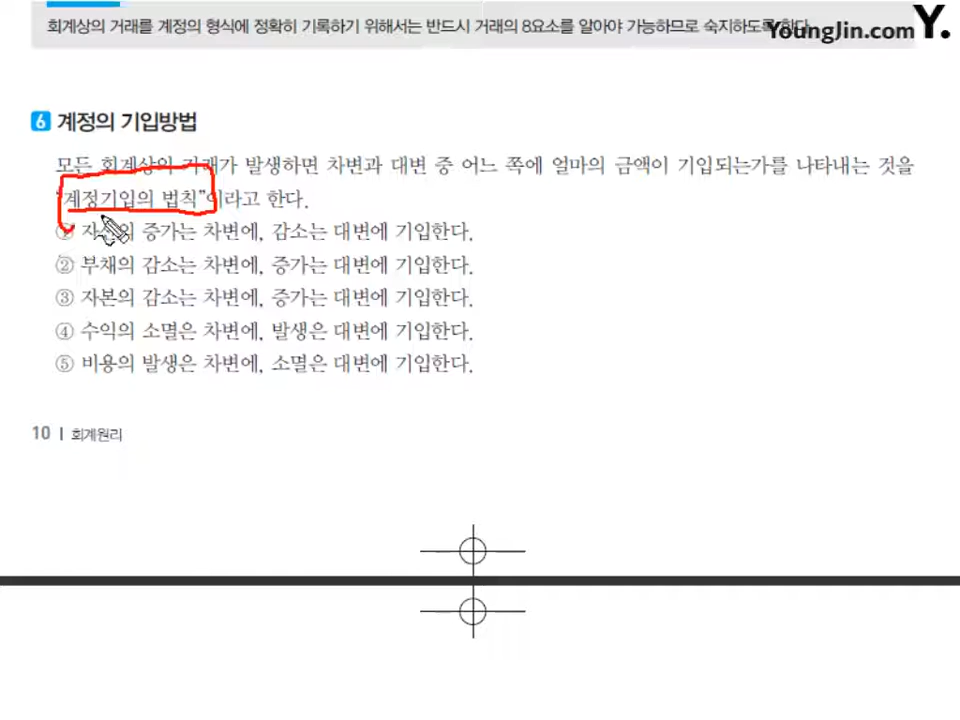 회계상의 거래를 계정의 형식에 정확히 기록하기 위해서는 반드시 거래의 8요소를 알아야 가능하므로 숙지하도록 한다.
YoungJin.com Y.
6 계정의 기입방법
모든 회계상의 거래가 발생하면 차변과 대변 중 어느 쪽에 얼마의 금액이 기입되는가를 나타내는 것을
"계정기입의 법칙"이라고 한다.
① 자산의 증가는 차변에, 감소는 대변에 기입한다.
② 부채의 감소는 차변에, 증가는 대변에 기입한다.
③ 자본의 감소는 차변에, 증가는 대변에 기입한다.
④ 수익의 소멸은 차변에, 발생은 대변에 기입한다.
⑤ 비용의 발생은 차변에, 소멸은 대변에 기입한다.
10 | 회계원리